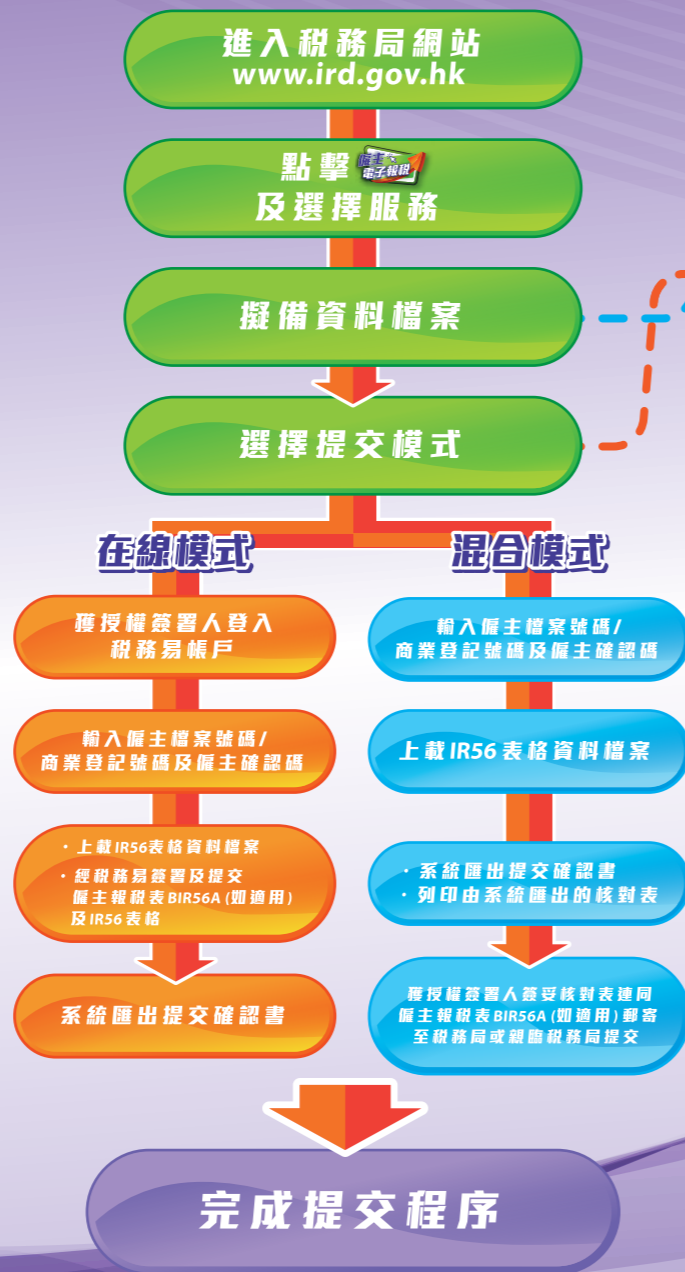 進入税務局網站
www.ird.gov.hk
點擊 僱主電子報税
及選擇服務
擬備資料檔案
選擇提交模式
在線模式
獲授權簽署人登入
税務易帳戶
輸入僱主檔案號碼/
商業登記號碼及僱主確認碼
・上載IR56表格資料檔案
・經税務易簽署及提交
僱主報税表BIR56A (如適用)
及IR56表格
系統匯出提交確認書
混合模式
輸入僱主檔案號碼/
商業登記號碼及僱主確認碼
上載IR56表格資料檔案
・系統匯出提交確認書
・列印由系統匯出的核對表
獲授權簽署人簽妥核對表連同
僱主報税表BIR56A (如適用) 郵寄
至税務局或親臨税務局提交
完成提交程序